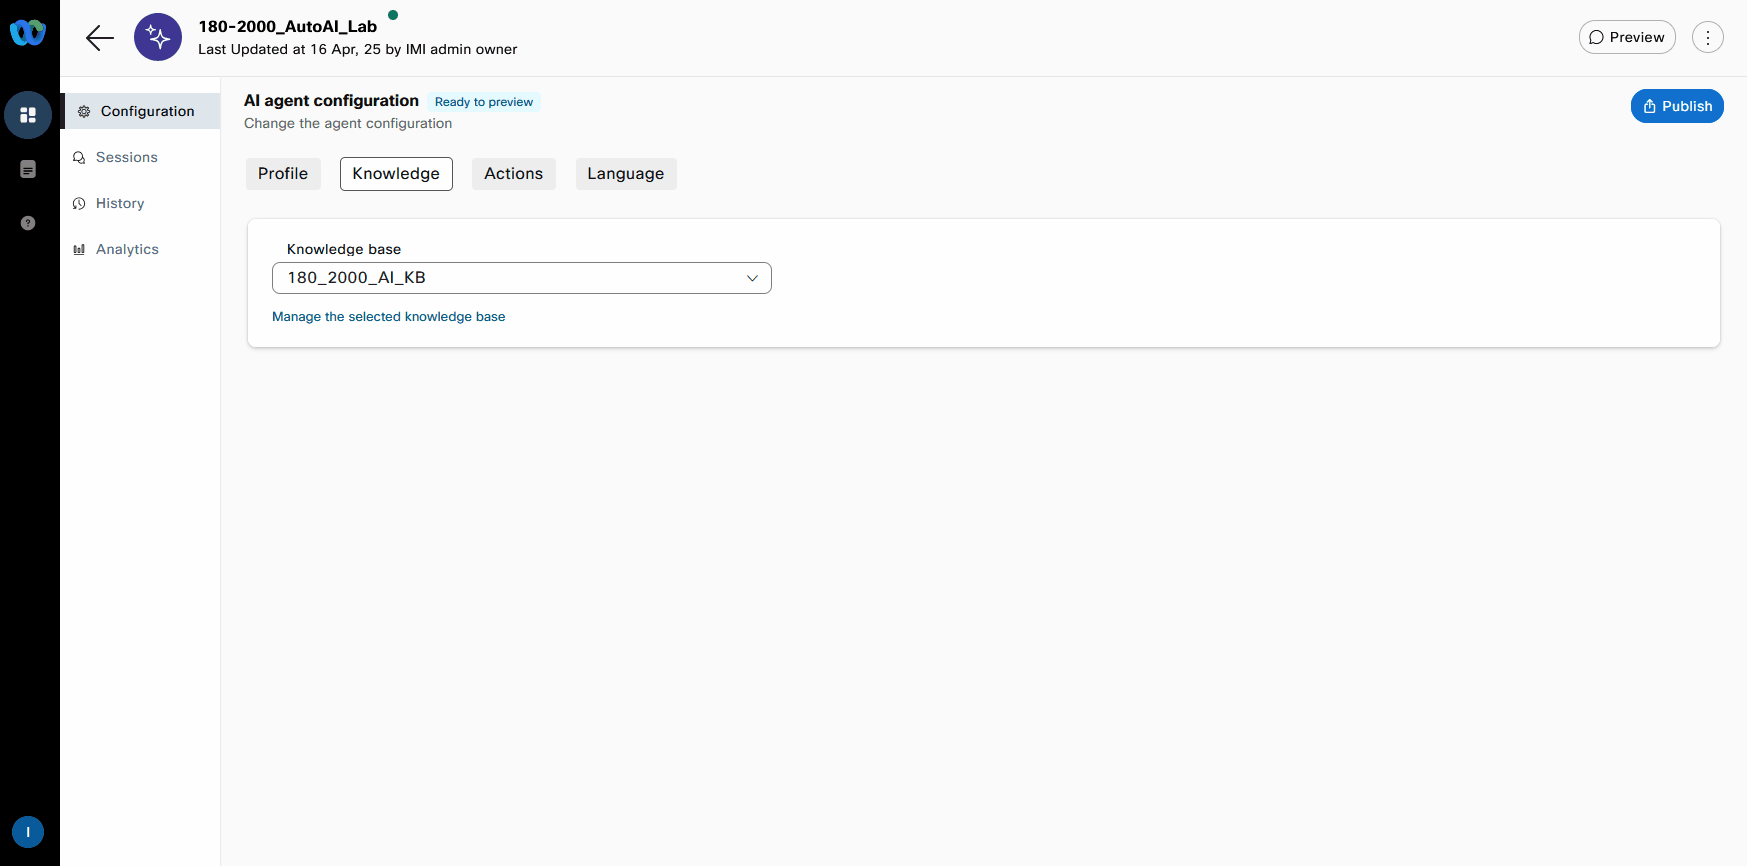 180-2000_AutoAI_Lab
Last Updated at 16 Apr, 25 by IMI admin owner
Preview
Configuration
Sessions
History
Analytics
AI agent configuration
Ready to preview
Change the agent configuration
Publish
Profile
Knowledge
Actions
Language
Knowledge base
180_2000_AI_KB
Manage the selected knowledge base
?
I